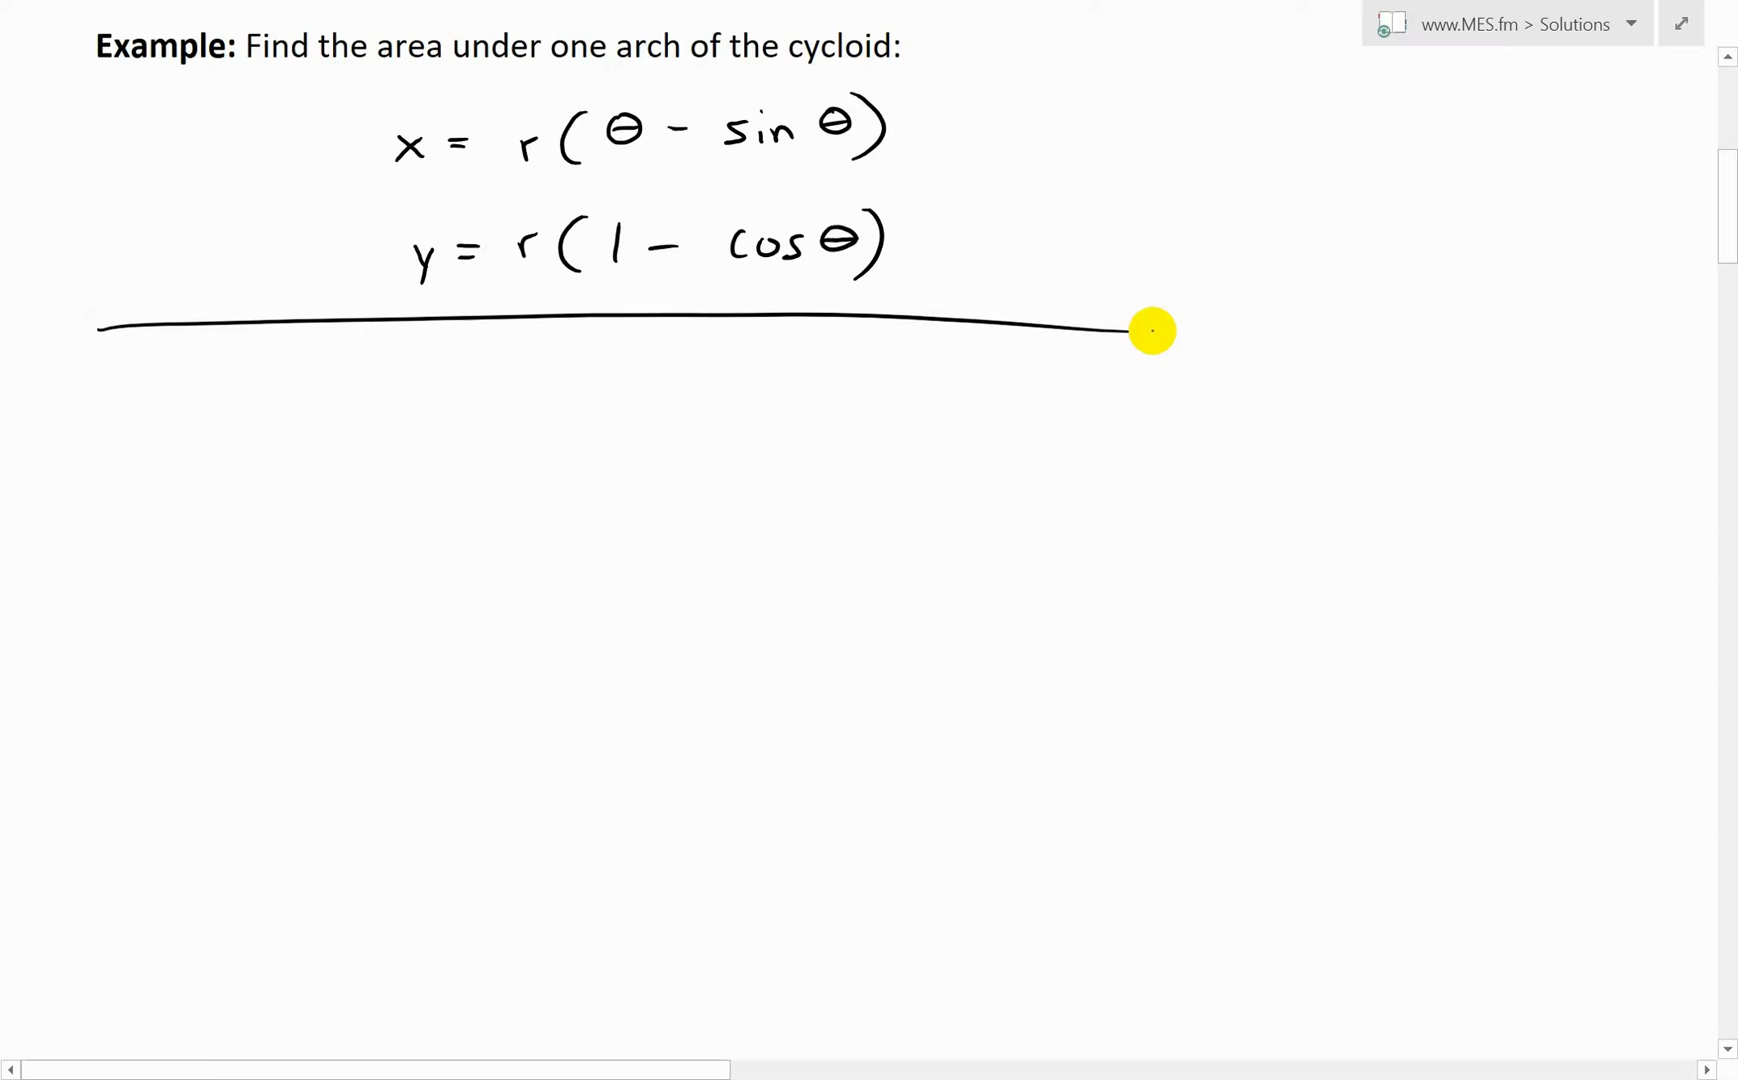 Example: Find the area under one arch of the cycloid:
www.MES.fm > Solutions
x = r(θ - sin θ)
y = r(1 - cos θ)